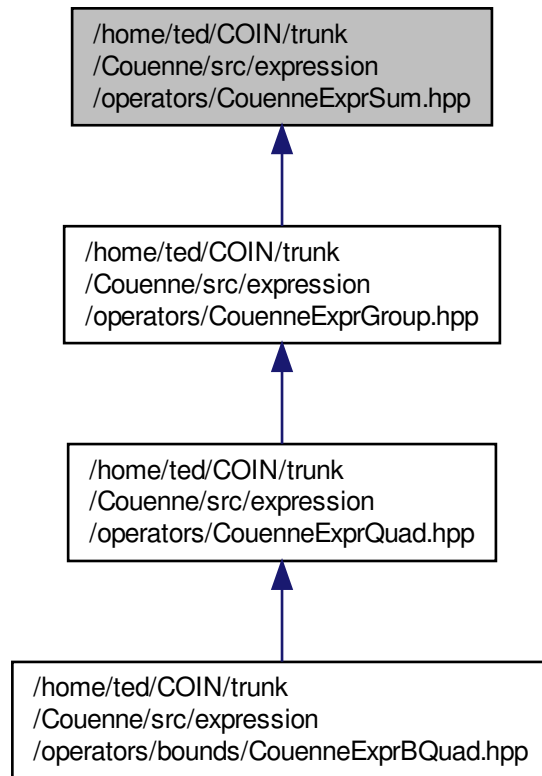 /home/ted/COIN/trunk
/Couenne/src/expression
/operators/CouenneExprSum.hpp
/home/ted/COIN/trunk
/Couenne/src/expression
/operators/CouenneExprGroup.hpp
/home/ted/COIN/trunk
/Couenne/src/expression
/operators/CouenneExprQuad.hpp
/home/ted/COIN/trunk
/Couenne/src/expression
/operators/bounds/CouenneExprBQuad.hpp